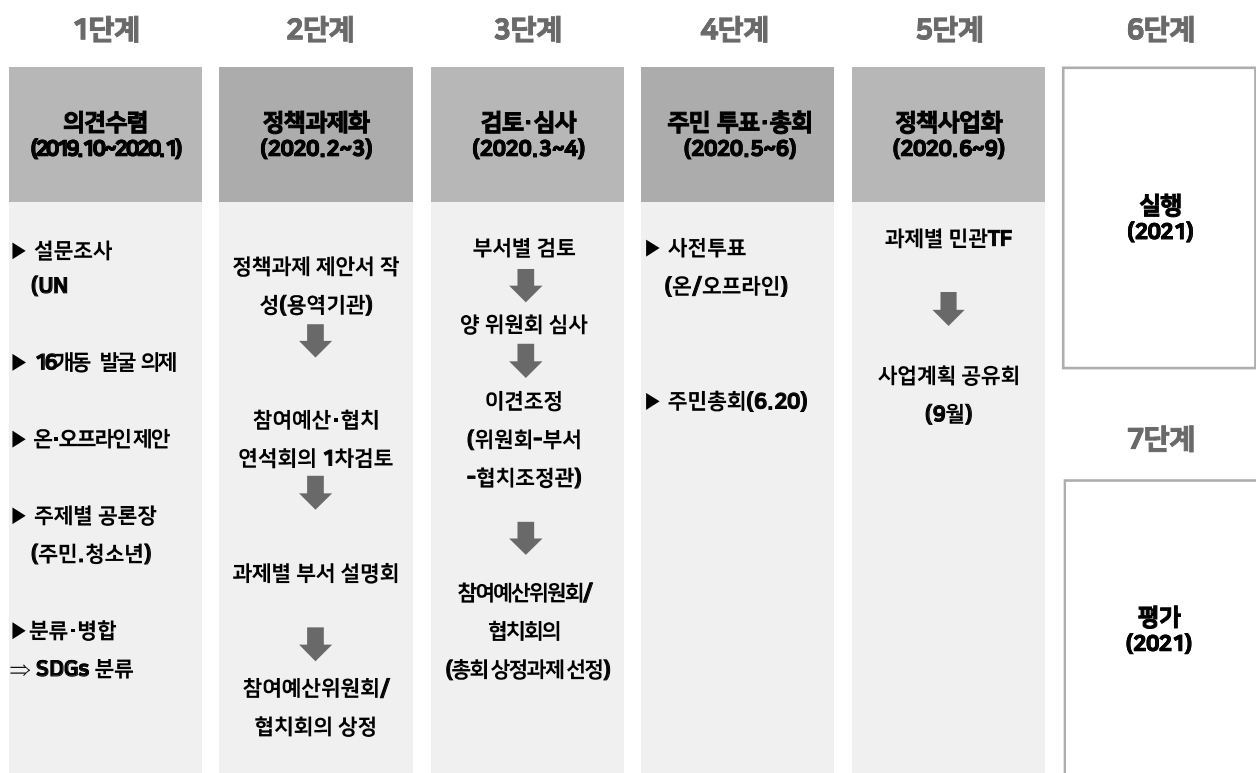 1단계
의견수렴
(2019.10~2020.1)
▶ 설문조사
(UN
▶ 16개동 발굴 의제
▶ 온·오프라인 제안
▶ 주제별 공론장
(주민.청소년)
▶분류·병합
⇒ SDGs 분류
2단계
정책과제화
(2020.2~3)
정책과제 제안서 작
성(용역기관)
참여예산·협치
연석회의 1차검토
과제별 부서 설명회
참여예산위원회/
협치회의 상정
3단계
검토·심사
(2020.3~4)
부서별 검토
양 위원회 심사
이견조정
(위원회-부서
-협치조정관)
참여예산위원회/
협치회의
(총회 상정과제 선정)
4단계
주민 투표·총회
(2020.5~6)
▶ 사전투표
(온/오프라인)
▶ 주민총회(6.20)
5단계
정책사업화
(2020.6~9)
과제별 민관TF
사업계획 공유회
(9월)
6단계
실행
(2021)
7단계
평가
(2021)